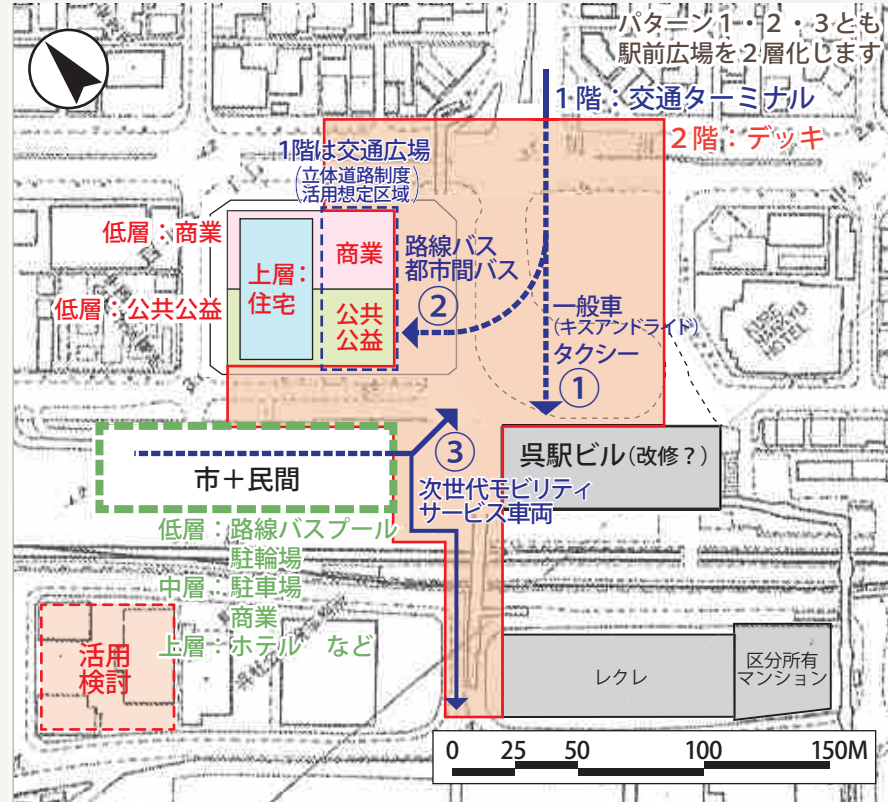 パターン1・2・3とも
駅前広場を2層化します
1階：交通ターミナル
2階：デッキ
1階は交通広場
(立体道路制度
活用想定区域)
低層：商業
上層：
住宅
商業
低層：公共公益
公共
公益
路線バス
都市間バス
②
一般車
(キスアンドライド)
タクシー
①
KURE
HANKYU
HOTEL
市＋民間
③
次世代モビリティ
サービス車両
呉駅ビル(改修？)
低層：路線バスプール
駐輪場
中層：駐車場
商業
上層：ホテル など
活用
検討
レクレ
区分所有
マンション
0 25 50 100 150M